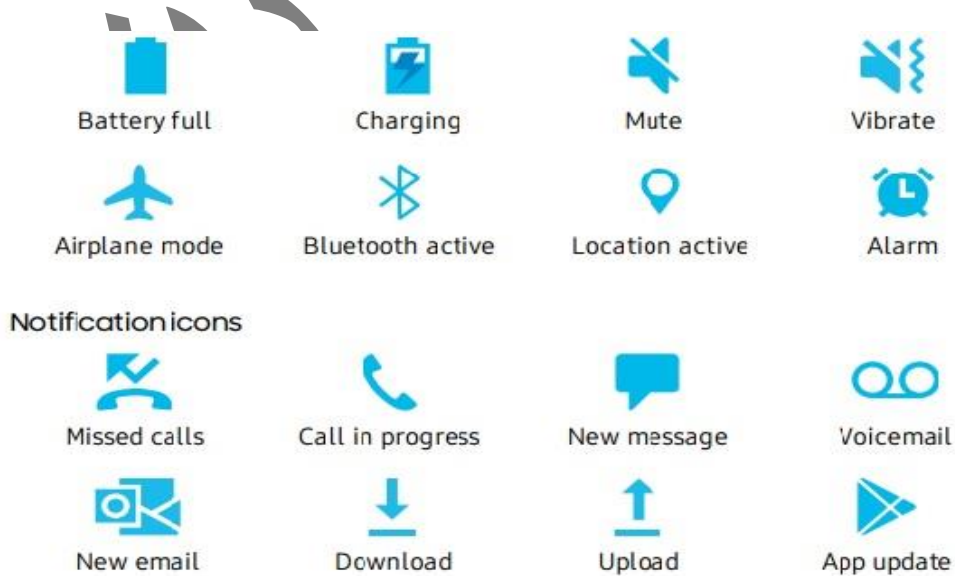 Battery full Charging Mute Vibrate
Airplane mode Bluetooth active Location active Alarm
Notification icons
Missed calls Call in progress New message Voicemail
New email Download Upload App update